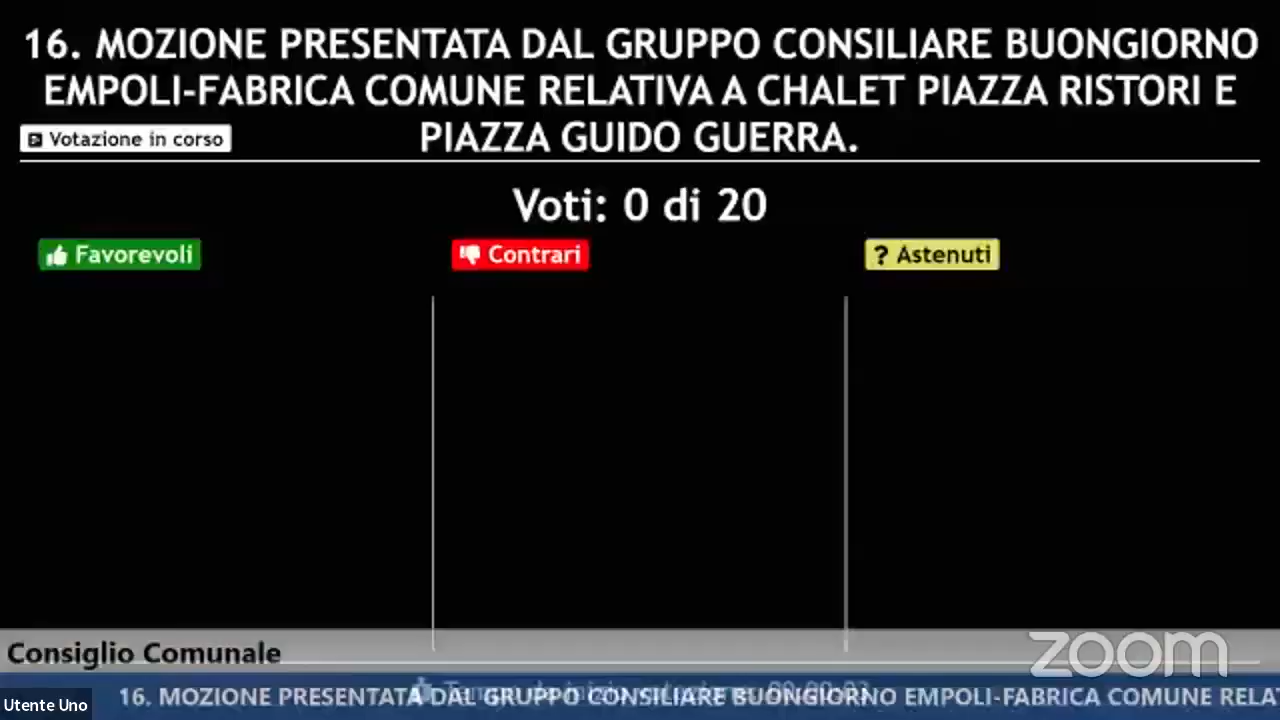 16. MOZIONE PRESENTATA DAL GRUPPO CONSILIARE BUONGIORNO
EMPOLI-FABRICA COMUNE RELATIVA A CHALET PIAZZA RISTORI E
PIAZZA GUIDO GUERRA.
Votazione in corso
Voti: 0 di 20
Favorevoli
Contrari
? Astenuti
Consiglio Comunale
zoom
16. MOZIONE PRESENTATA DAL GRUPPO CONSILIARE BUONGIORNO EMPOLI-FABRICA COMUNE RELA
Utente Uno